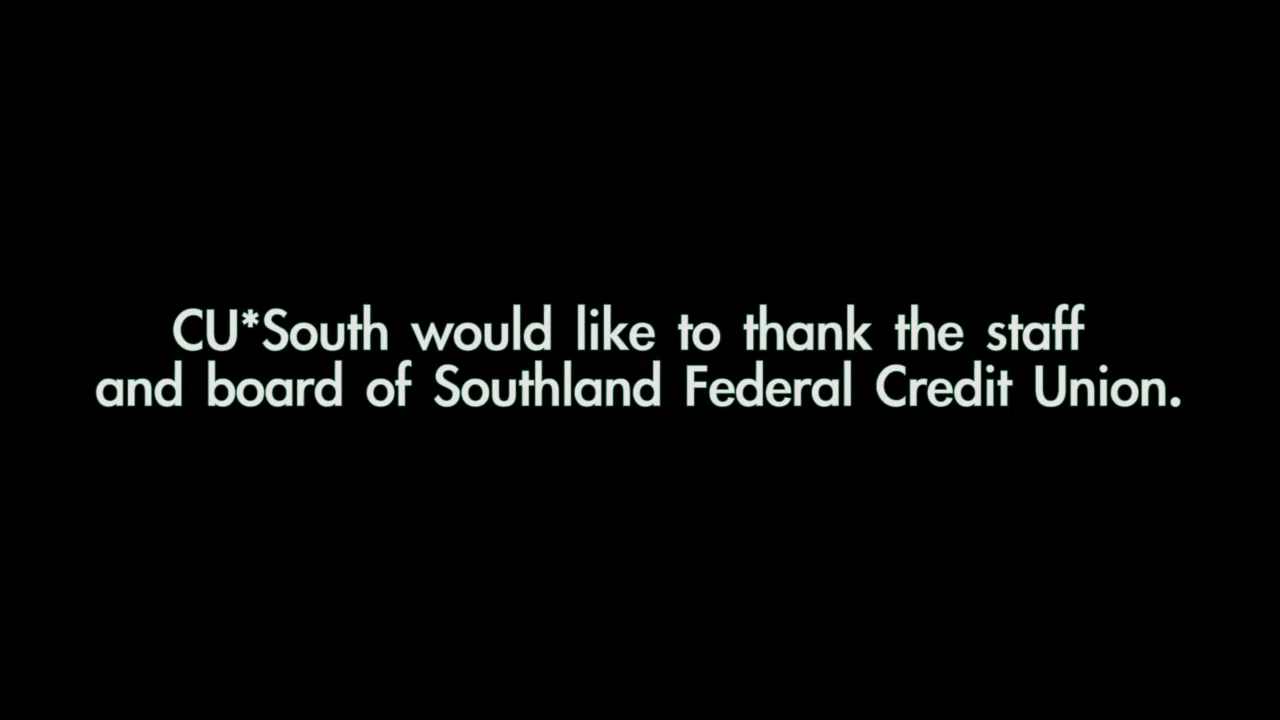 CU*South would like to thank the staff
and board of Southland Federal Credit Union.